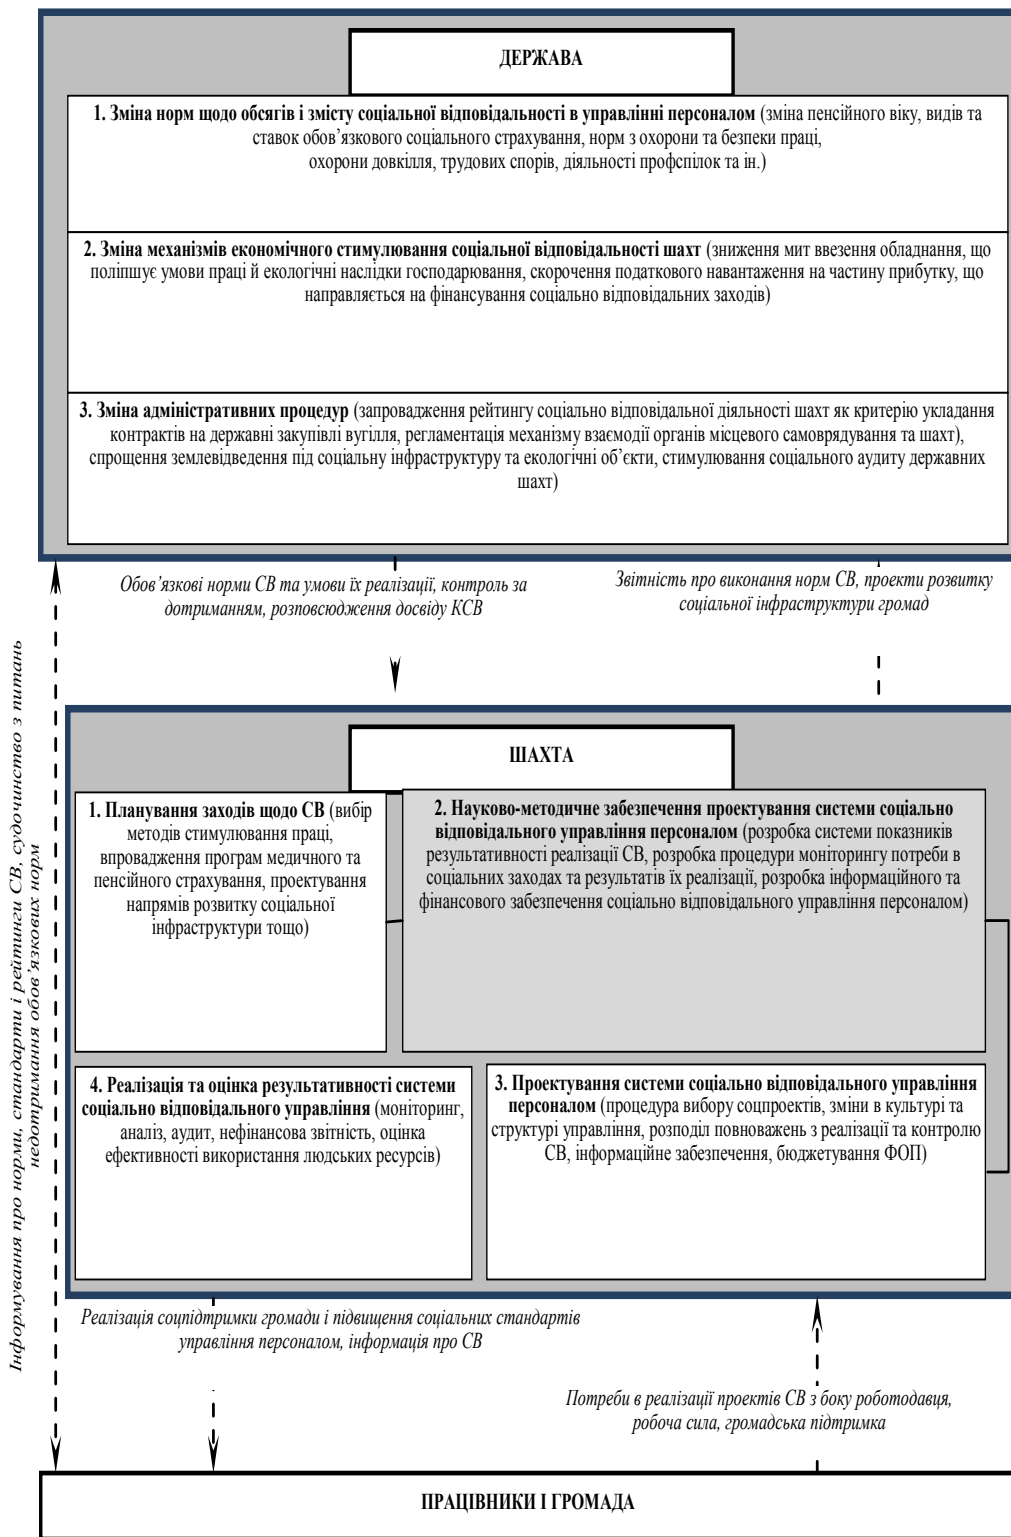 ДЕРЖАВА
1. Зміна норм щодо обсягів і змісту соціальної відповідальності в управлінні персоналом (зміна пенсійного віку, видів та
ставок обов’язкового соціального страхування, норм з охорони та безпеки праці,
охорони довкілля, трудових спорів, діяльності профспілок та ін.)
2. Зміна механізмів економічного стимулювання соціальної відповідальності шахт (зниження мит ввезення обладнання, що
поліпшує умови праці й екологічні наслідки господарювання, скорочення податкового навантаження на частину прибутку, що
направляється на фінансування соціально відповідальних заходів)
3. Зміна адміністративних процедур (запровадження рейтингу соціально відповідальної діяльності шахт як критерію укладання
контрактів на державні закупівлі вугілля, регламентація механізму взаємодії органів місцевого самоврядування та шахт),
спрощення землевідведення під соціальну інфраструктуру та екологічні об’єкти, стимулювання соціального аудиту державних
шахт)
Обов’язкові норми СВ та умови їх реалізації, контроль за
дотриманням, розповсюдження досвіду КСВ
Звітність про виконання норм СВ, проекти розвитку
соціальної інфраструктури громад
Інформування про норми, стандарти і рейтинги СВ, судочинство з питань
недотримання обов’язкових норм
ШАХТА
1. Планування заходів щодо СВ (вибір
методів стимулювання праці,
впровадження програм медичного та
пенсійного страхування, проектування
напрямів розвитку соціальної
інфраструктури тощо)
2. Науково-методичне забезпечення проектування системи соціально
відповідального управління персоналом (розробка системи показників
результативності реалізації СВ, розробка процедури моніторингу потреби в
соціальних заходах та результатів їх реалізації, розробка інформаційного та
фінансового забезпечення соціально відповідального управління персоналом)
4. Реалізація та оцінка результативності системи
соціально відповідального управління (моніторинг,
аналіз, аудит, нефінансова звітність, оцінка
ефективності використання людських ресурсів)
3. Проектування системи соціально відповідального управління
персоналом (процедура вибору соцпроектів, зміни в культурі та
структурі управління, розподіл повноважень з реалізації та контролю
СВ, інформаційне забезпечення, бюджетування ФОП)
Реалізація соцпідтримки громади і підвищення соціальних стандартів
управління персоналом, інформація про СВ
Потреби в реалізації проектів СВ з боку роботодавця,
робоча сила, громадська підтримка
ПРАЦІВНИКИ І ГРОМАДА